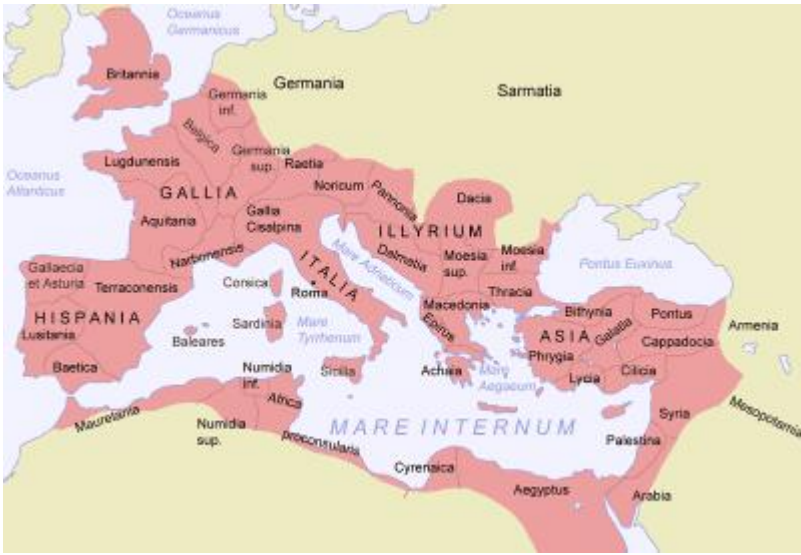 Oceanus
Germanicus
Britannia
Germania
inf.
Germania
Sarmatia
Belgica
Lugdunensis
Germania
sup.
Raetia
Oceanus
Atlanticus
GALLIA
Noricum
Pannonia
Dacia
Aquitania
Gallia
Cisalpina
ILLYRIUM
Narbonensis
ITALIA
Mare Adriaticum
Dalmatia
Moesia
sup.
Moesia
inf.
Pontus Euxinus
Gallaecia
et Asturia
Terraconensis
Corsica
Roma
Thracia
Macedonia
Bithynia
Pontus
HISPANIA
Lusitania
Sardinia
Mare
Tyrrhenum
Epirus
ASIA
Galatia
Armenia
Baleares
Cappadocia
Phrygia
Baetica
Numidia
inf.
Sicilia
Achaia
Mare
Aegaeum
Lycia
Cilicia
Mauretania
Africa
proconsularis
Numidia
sup.
MARE INTERNUM
Syria
Mesopotamia
Palestina
Cyrenaica
Aegyptus
Arabia